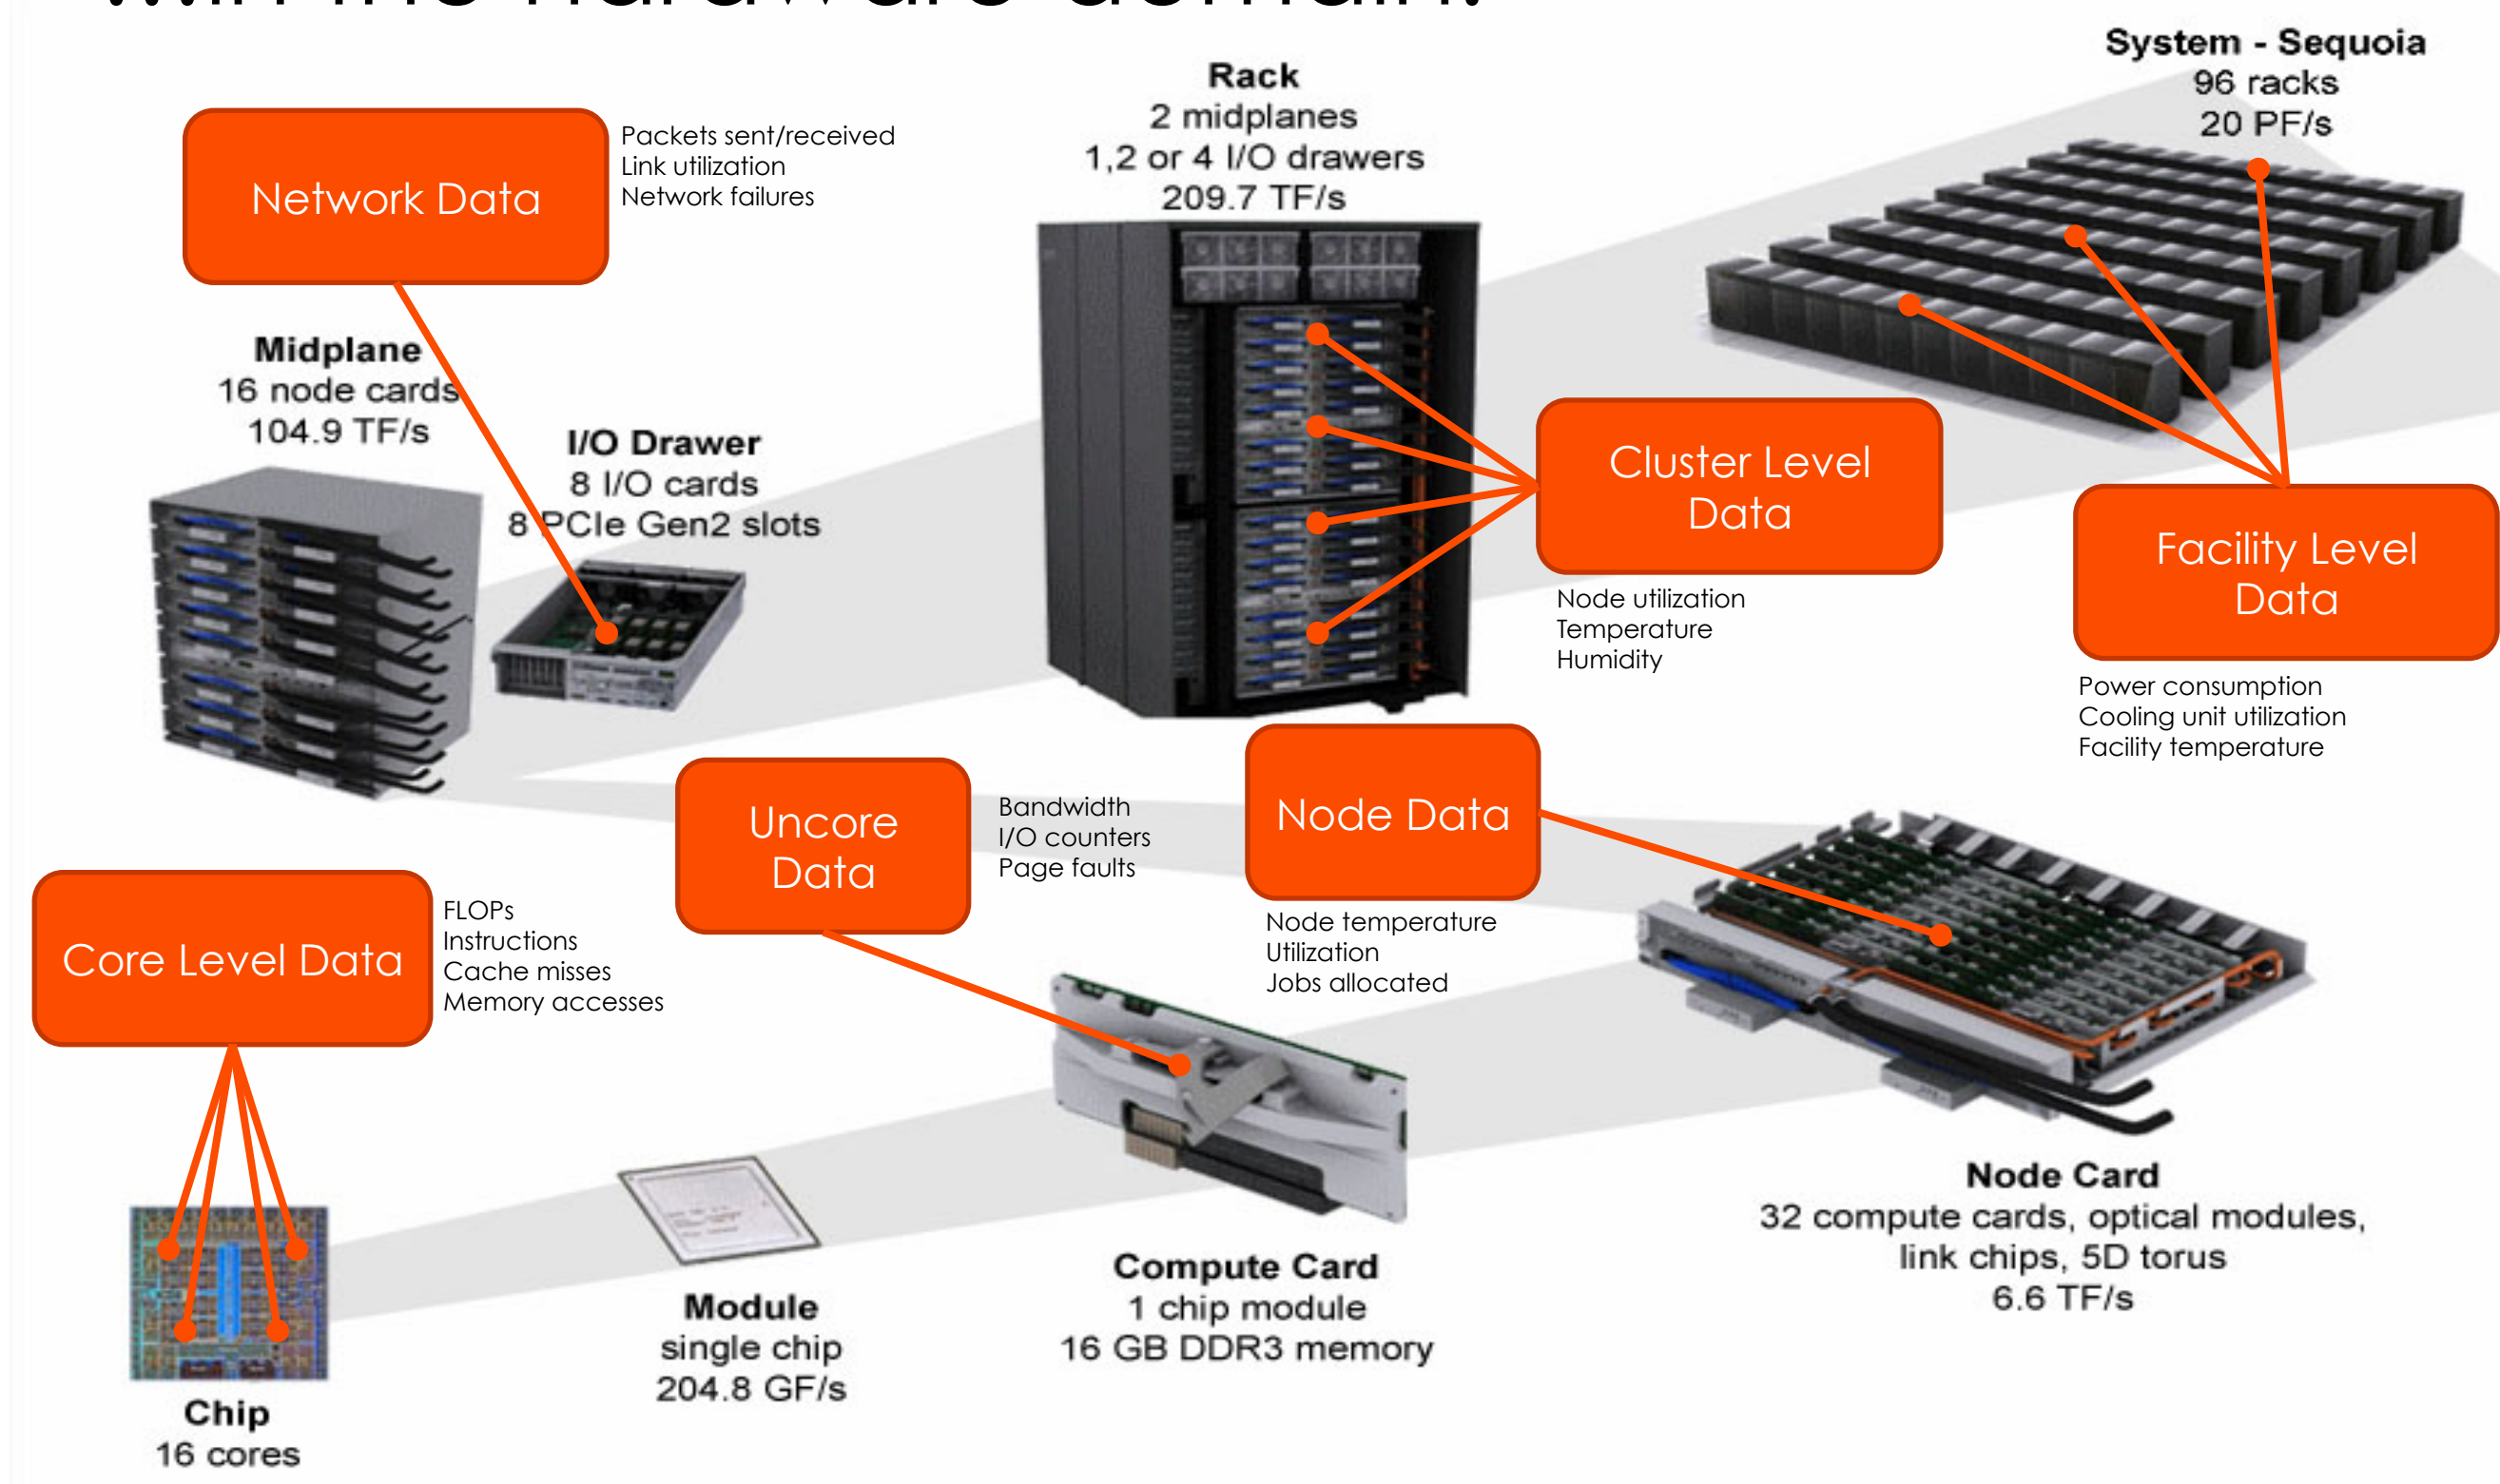 ...in the hardware domain.
System - Sequoia
96 racks
20 PF/s
Rack
2 midplanes
1,2 or 4 I/O drawers
209.7 TF/s
Network Data
Packets sent/received
Link utilization
Network failures
Midplane
16 node cards
104.9 TF/s
I/O Drawer
8 I/O cards
8 PCIe Gen2 slots
Cluster Level
Data
Node utilization
Temperature
Humidity
Facility Level
Data
Power consumption
Cooling unit utilization
Facility temperature
Uncore
Data
Bandwidth
I/O counters
Page faults
Node Data
Node temperature
Utilization
Jobs allocated
Core Level Data
FLOPs
Instructions
Cache misses
Memory accesses
Chip
16 cores
Module
single chip
204.8 GF/s
Compute Card
1 chip module
16 GB DDR3 memory
Node Card
32 compute cards, optical modules,
link chips, 5D torus
6.6 TF/s